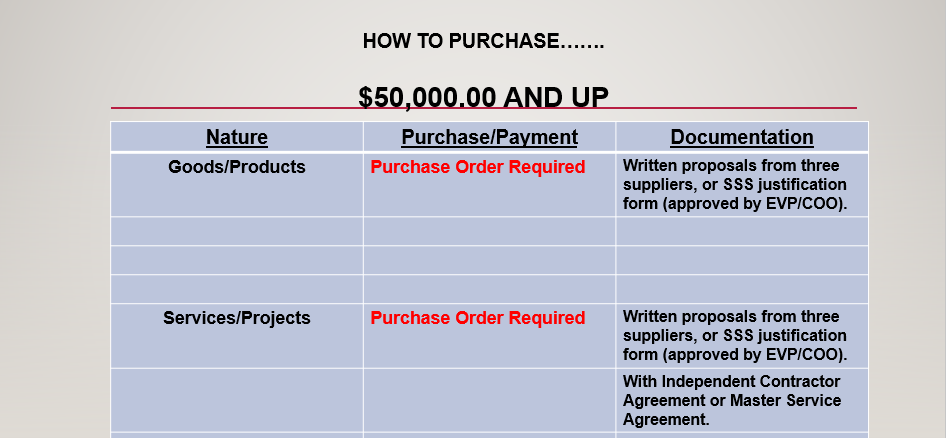 HOW TO PURCHASE…….
$50,000.00 AND UP
Nature Purchase/Payment Documentation
Goods/Products Purchase Order Required Written proposals from three
suppliers, or SSS justification
form (approved by EVP/COO).
Services/Projects Purchase Order Required Written proposals from three
suppliers, or SSS justification
form (approved by EVP/COO).
With Independent Contractor
Agreement or Master Service
Agreement.